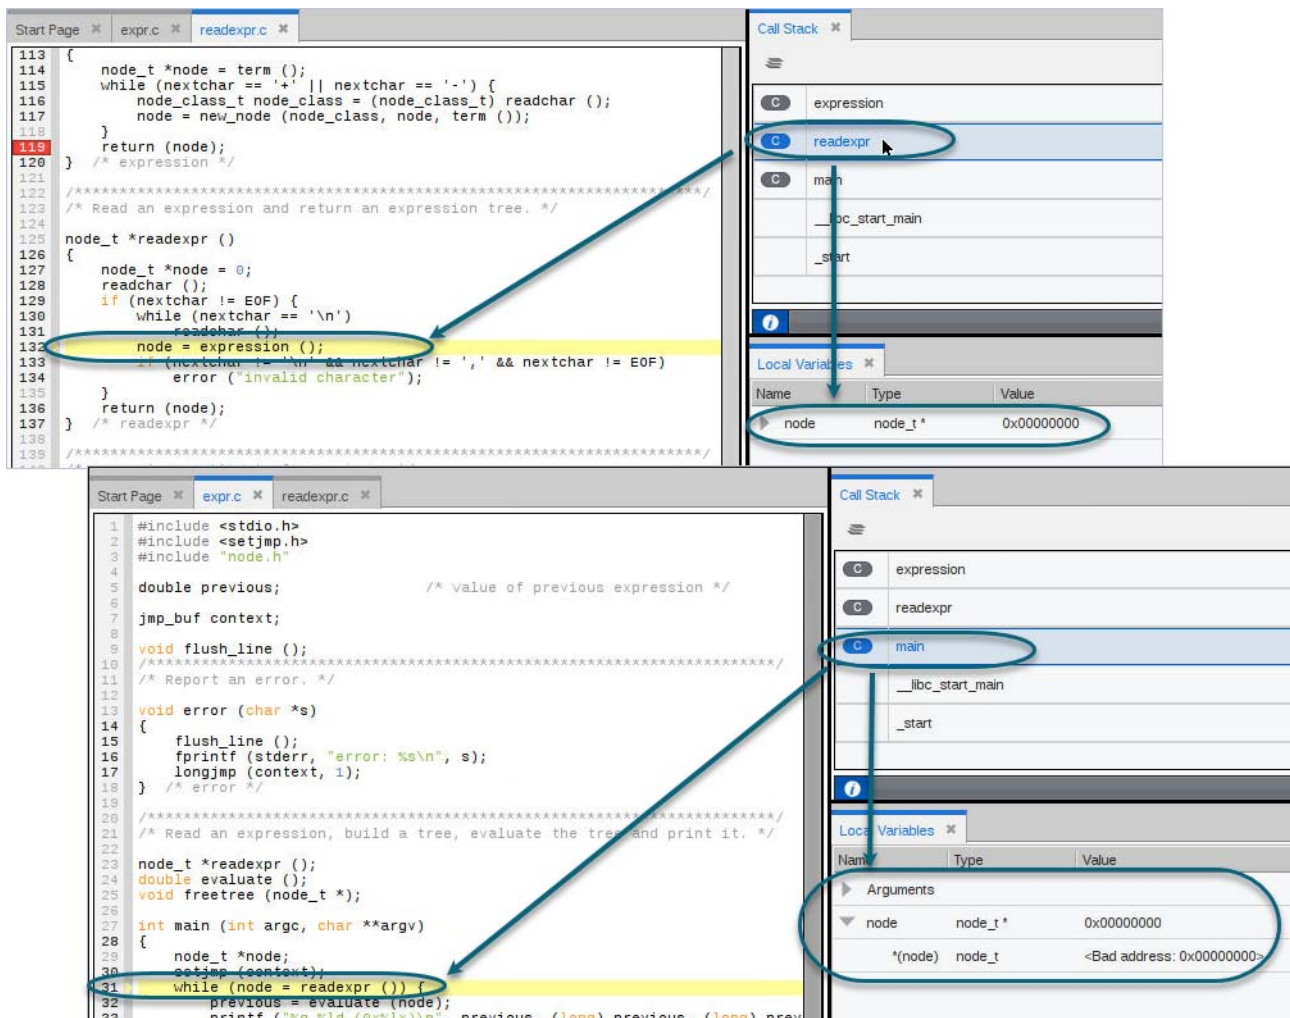 Start Page expr.c readexpr.c
113 {
114 node_t *node = term ();
115 while (nextchar == '+' || nextchar == '-') {
116 node_class_t node_class = (node_class_t) readchar ();
117 node = new_node (node_class, node, term ());
118 }
119 return (node);
120 } /* expression */
121
122 /*********************************************************************/
123 /* Read an expression and return an expression tree. */
124
125 node_t *readexpr ()
126 {
127 node_t *node = 0;
128 readchar ();
129 if (nextchar != EOF) {
130 while (nextchar == '\n')
131 readchar ();
132 node = expression ();
133 if (nextchar != '\n' && nextchar != ',' && nextchar != EOF)
134 error ("invalid character");
135 }
136 return (node);
137 } /* readexpr */
138
139 /*********************************************************************/
Call Stack
C expression
C readexpr
C main
__libc_start_main
_start
i
Local Variables
Name Type Value
node node_t * 0x00000000
Start Page expr.c readexpr.c
1 #include <stdio.h>
2 #include <setjmp.h>
3 #include "node.h"
4
5 double previous; /* value of previous expression */
6
7 jmp_buf context;
8
9 void flush_line ();
10 /*********************************************************************/
11 /* Report an error. */
12
13 void error (char *s)
14 {
15 flush_line ();
16 fprintf (stderr, "error: %s\n", s);
17 longjmp (context, 1);
18 } /* error */
19
20 /*********************************************************************/
21 /* Read an expression, build a tree, evaluate the tree and print it. */
22
23 node_t *readexpr ();
24 double evaluate ();
25 void freetree (node_t *);
26
27 int main (int argc, char **argv)
28 {
29 node_t *node;
30 setjmp (context);
31 while (node = readexpr ()) {
32 previous = evaluate (node);
33 printf ("%g %ld (0x%lx)\n", previous, (long) previous, (long) prev
Call Stack
C expression
C readexpr
C main
__libc_start_main
_start
i
Local Variables
Name Type Value
Arguments
node node_t * 0x00000000
*(node) node_t <Bad address: 0x00000000>